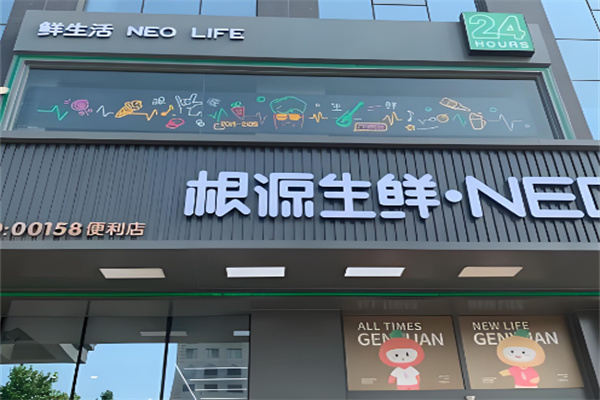 鲜生活 NEO LIFE
24
HOURS
根源生鲜·NEO
:00158便利店
ALL TIMES
GENYUAN
NEW LIFE
GENYUAN